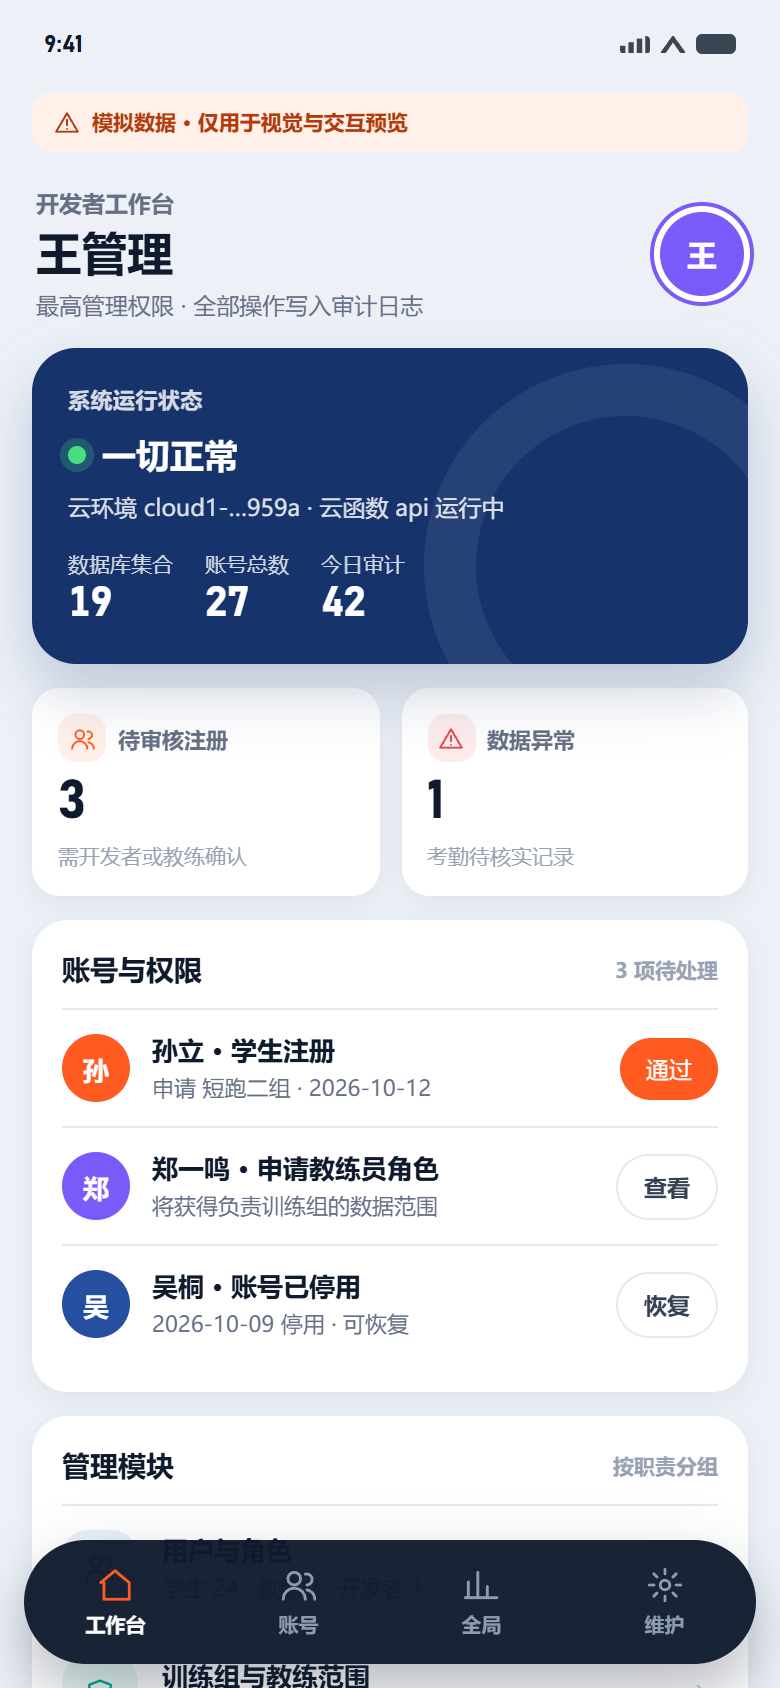 9:41
模拟数据 • 仅用于视觉与交互预览
开发者工作台
王管理
王
最高管理权限 · 全部操作写入审计日志
系统运行状态
一切正常
云环境 cloud1-...959a · 云函数 api 运行中
数据库集合 账号总数 今日审计
19 27 42
待审核注册
3
需开发者或教练确认
数据异常
1
考勤待核实记录
账号与权限 3 项待处理
孙
孙立 • 学生注册
申请 短跑二组 · 2026-10-12
通过
郑
郑一鸣 • 申请教练员角色
将获得负责训练组的数据范围
查看
吴
吴桐 • 账号已停用
2026-10-09 停用 · 可恢复
恢复
管理模块 按职责分组
用户与角色
学生 24 · 教 开发者 1
工作台 账号 全局 维护
训练组与教练范围